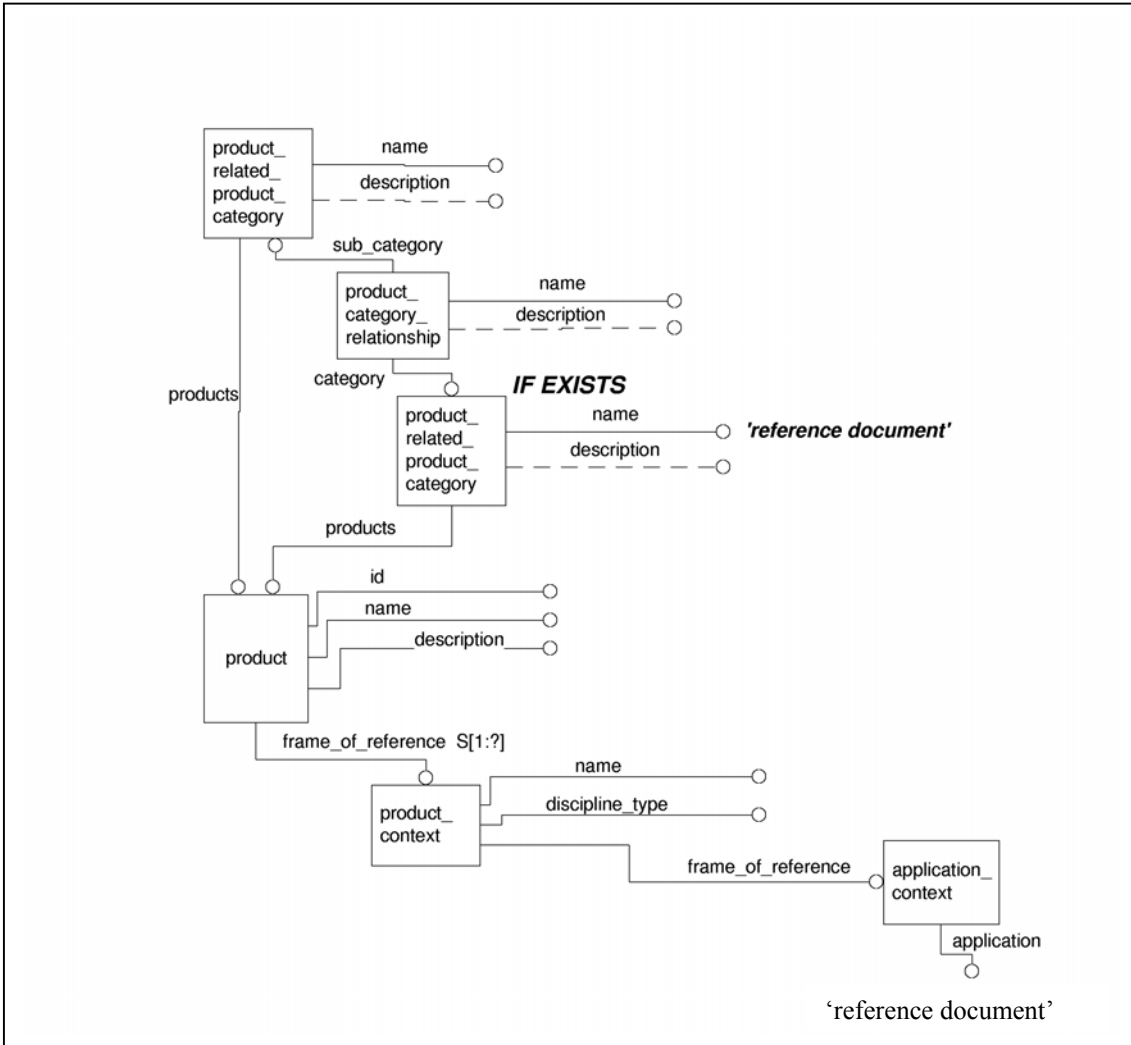 product_
related_
product_
category
name
description
sub_category
product_
category_
relationship
name
description
category
IF EXISTS
products
product_
related_
product_
category
name
'reference document'
description
products
product
id
name
description
frame_of_reference S[1:?]
product_
context
name
discipline_type
frame_of_reference
application_
context
application
‘reference document’